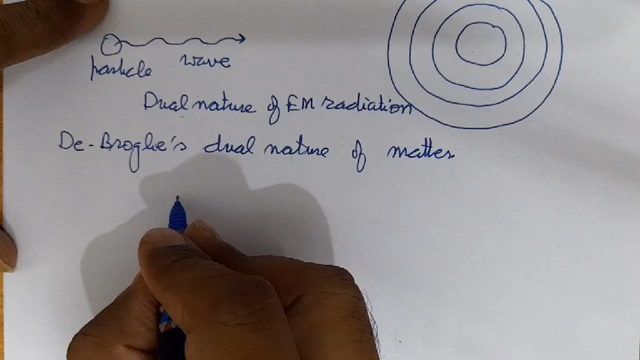 particle wave
Dual nature of EM radiation
De-Broglie's dual nature of matter